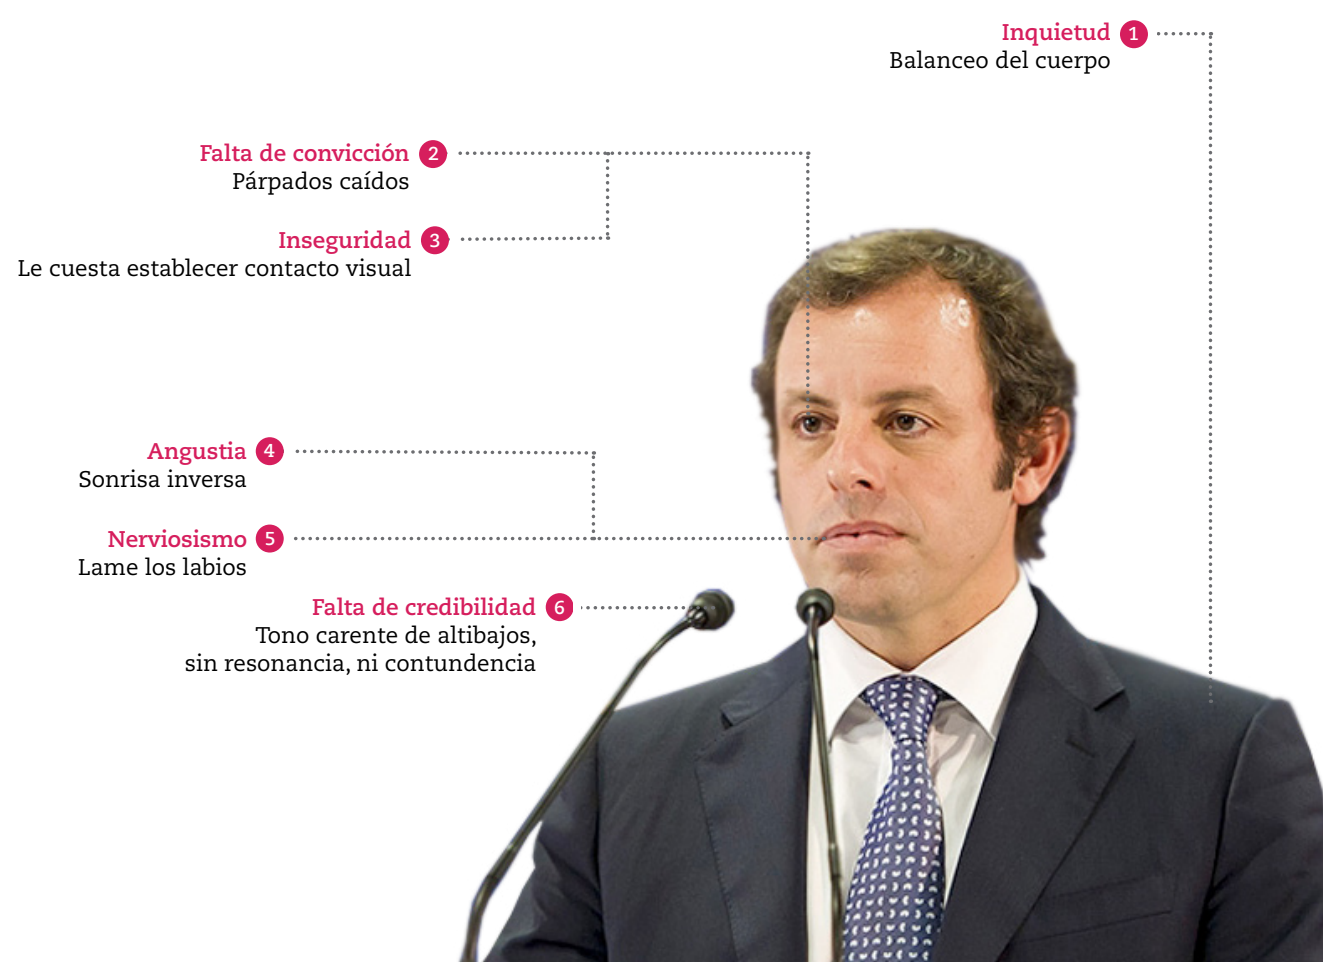 Inquietud 1
Balanceo del cuerpo
Falta de convicción 2
Párpados caídos
Inseguridad 3
Le cuesta establecer contacto visual
Angustia 4
Sonrisa inversa
Nerviosismo 5
Lame los labios
Falta de credibilidad 6
Tono carente de altibajos,
sin resonancia, ni contundencia